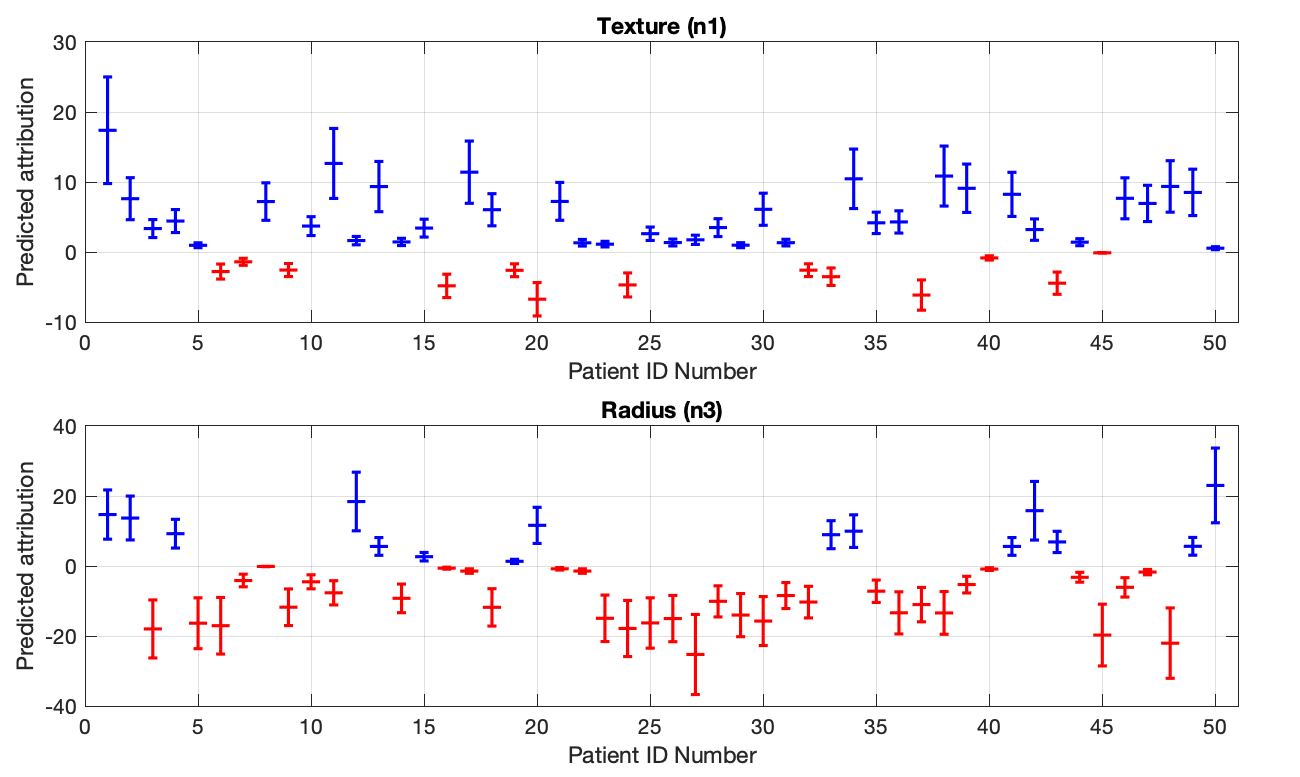 Texture (n1)
30
20
10
0
-10
Predicted attribution
0 5 10 15 20 25 30 35 40 45 50
Patient ID Number
Radius (n3)
40
20
0
-20
-40
Predicted attribution
0 5 10 15 20 25 30 35 40 45 50
Patient ID Number